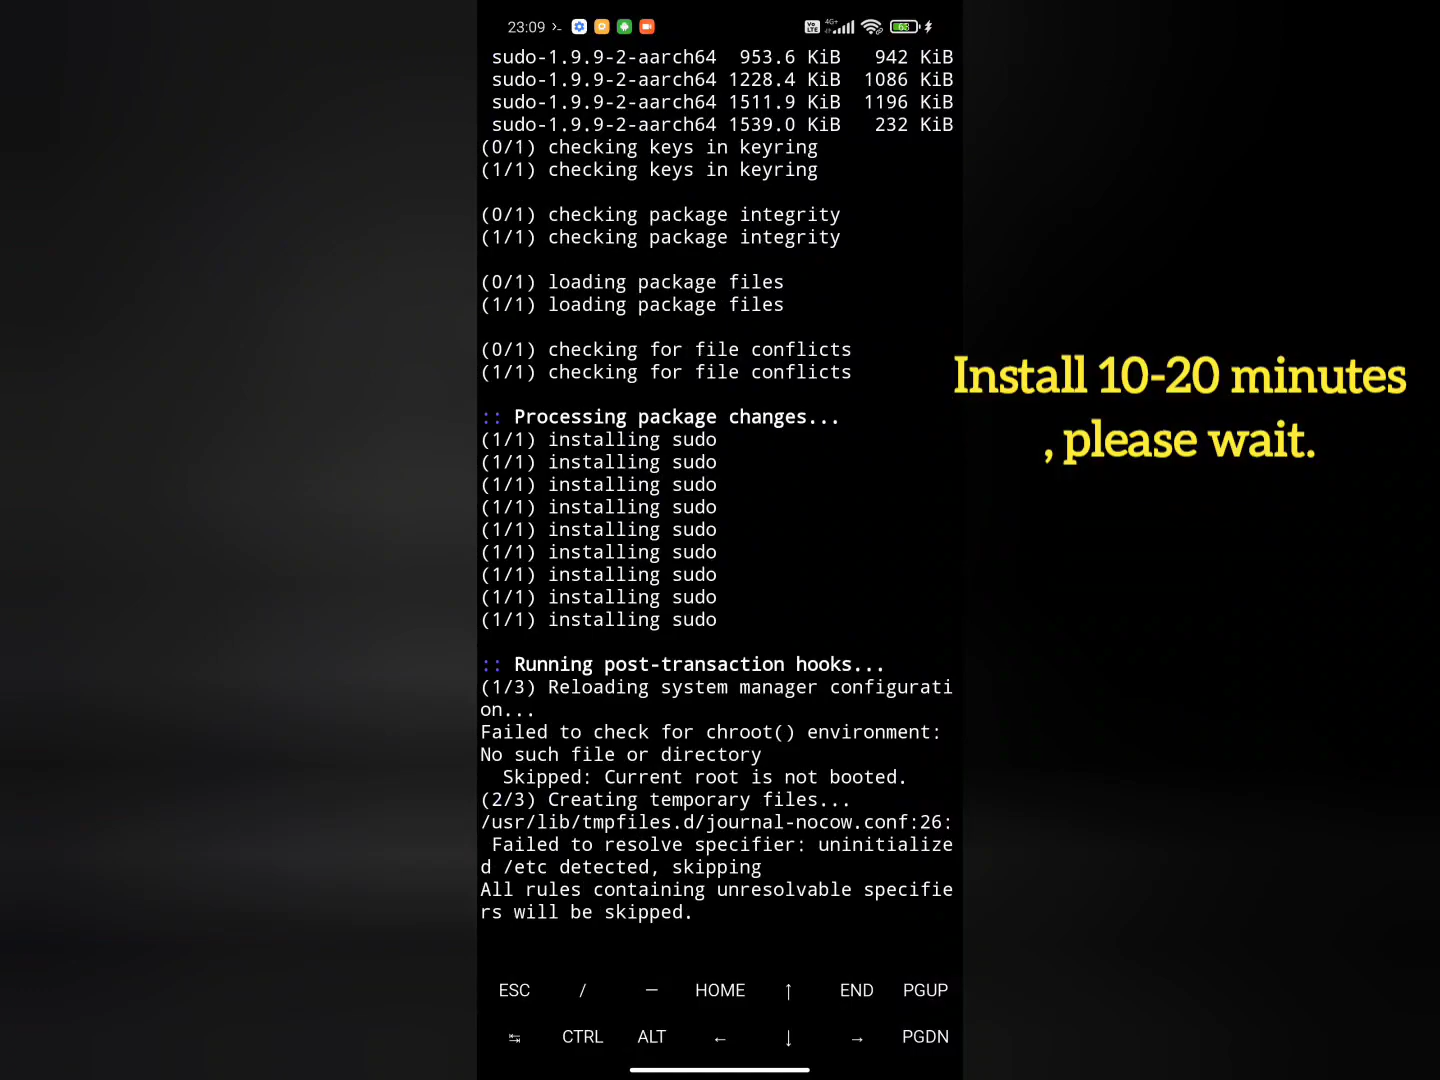 23:09
Vo LTE 4G+ 63
sudo-1.9.9-2-aarch64 953.6 KiB 942 KiB
sudo-1.9.9-2-aarch64 1228.4 KiB 1086 KiB
sudo-1.9.9-2-aarch64 1511.9 KiB 1196 KiB
sudo-1.9.9-2-aarch64 1539.0 KiB 232 KiB
(0/1) checking keys in keyring
(1/1) checking keys in keyring
(0/1) checking package integrity
(1/1) checking package integrity
(0/1) loading package files
(1/1) loading package files
(0/1) checking for file conflicts
(1/1) checking for file conflicts
:: Processing package changes...
(1/1) installing sudo
(1/1) installing sudo
(1/1) installing sudo
(1/1) installing sudo
(1/1) installing sudo
(1/1) installing sudo
(1/1) installing sudo
(1/1) installing sudo
(1/1) installing sudo
:: Running post-transaction hooks...
(1/3) Reloading system manager configurati
on...
Failed to check for chroot() environment:
No such file or directory
Skipped: Current root is not booted.
(2/3) Creating temporary files...
/usr/lib/tmpfiles.d/journal-nocow.conf:26:
Failed to resolve specifier: uninitialize
d /etc detected, skipping
All rules containing unresolvable specifie
rs will be skipped.
ESC / — HOME ↑ END PGUP
↹ CTRL ALT ← ↓ → PGDN
Install 10-20 minutes
, please wait.